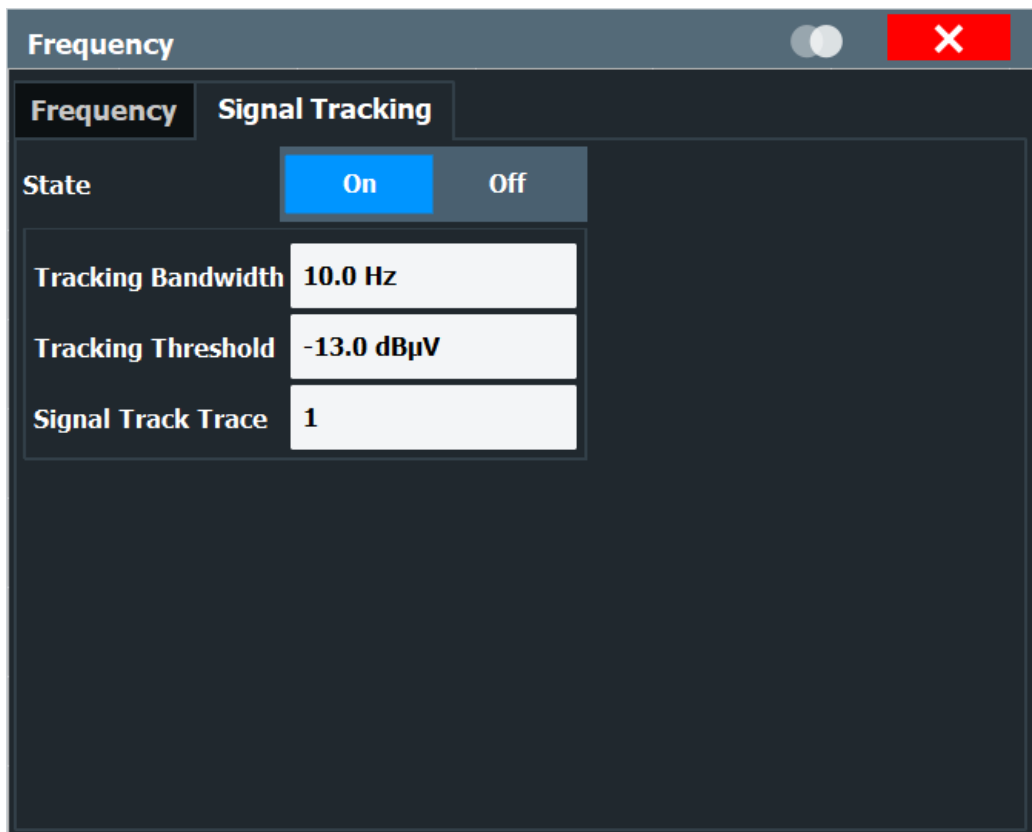 Frequency
Frequency Signal Tracking
State On Off
Tracking Bandwidth 10.0 Hz
Tracking Threshold -13.0 dBµV
Signal Track Trace 1